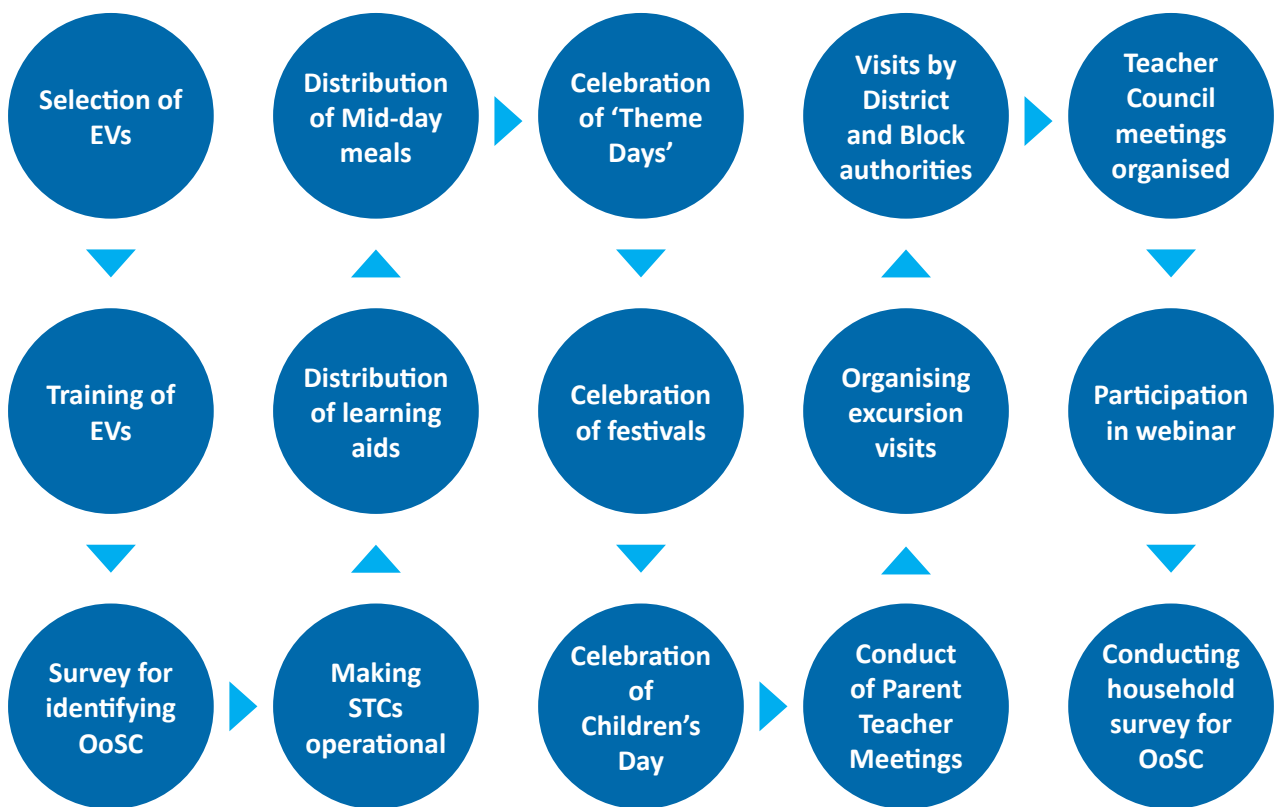 Selection of
EVs
Training of
EVs
Survey for
identifying
OoSC
Making
STCs
operational
Distribution
of learning
aids
Distribution
of Mid-day
meals
Celebration
of ‘Theme
Days’
Celebration
of festivals
Celebration
of
Children’s
Day
Conduct
of Parent
Teacher
Meetings
Organising
excursion
visits
Visits by
District
and Block
authorities
Teacher
Council
meetings
organised
Participation
in webinar
Conducting
household
survey for
OoSC